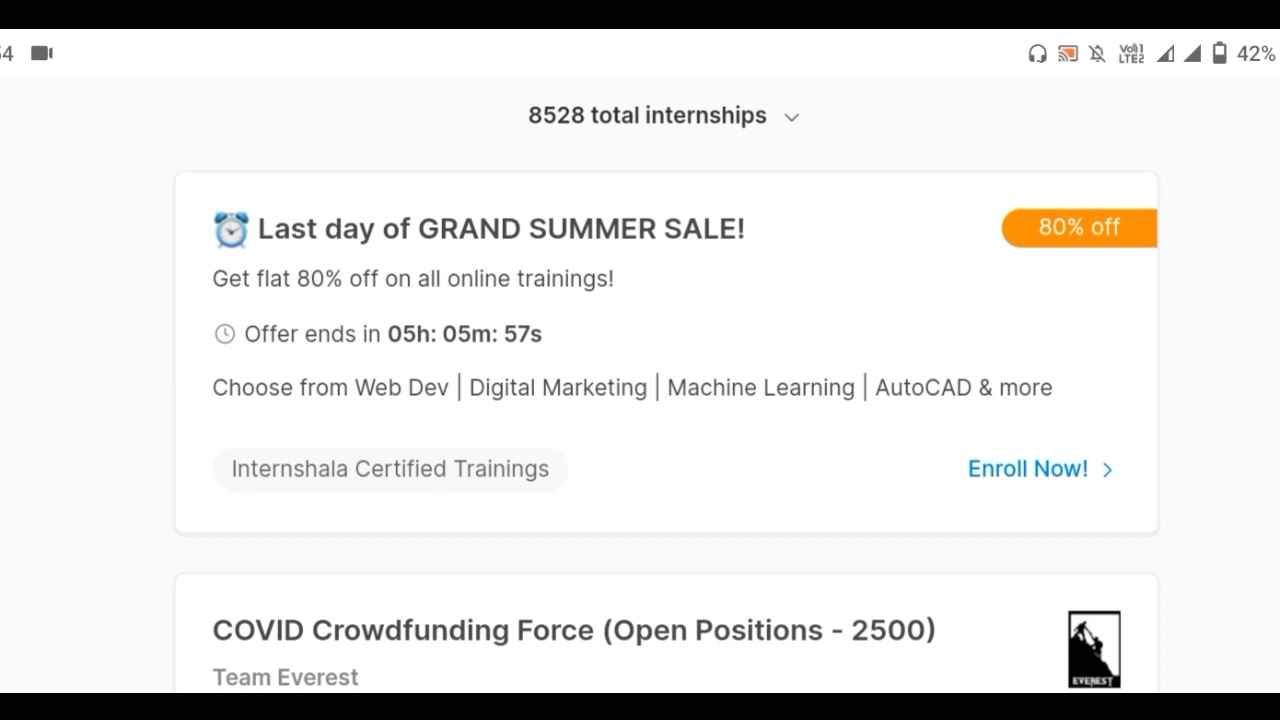 54
Vo)) 1
LTE2
42%
8528 total internships
Last day of GRAND SUMMER SALE!
80% off
Get flat 80% off on all online trainings!
Offer ends in 05h: 05m: 57s
Choose from Web Dev | Digital Marketing | Machine Learning | AutoCAD & more
Internshala Certified Trainings
Enroll Now!
COVID Crowdfunding Force (Open Positions - 2500)
Team Everest
EVEREST